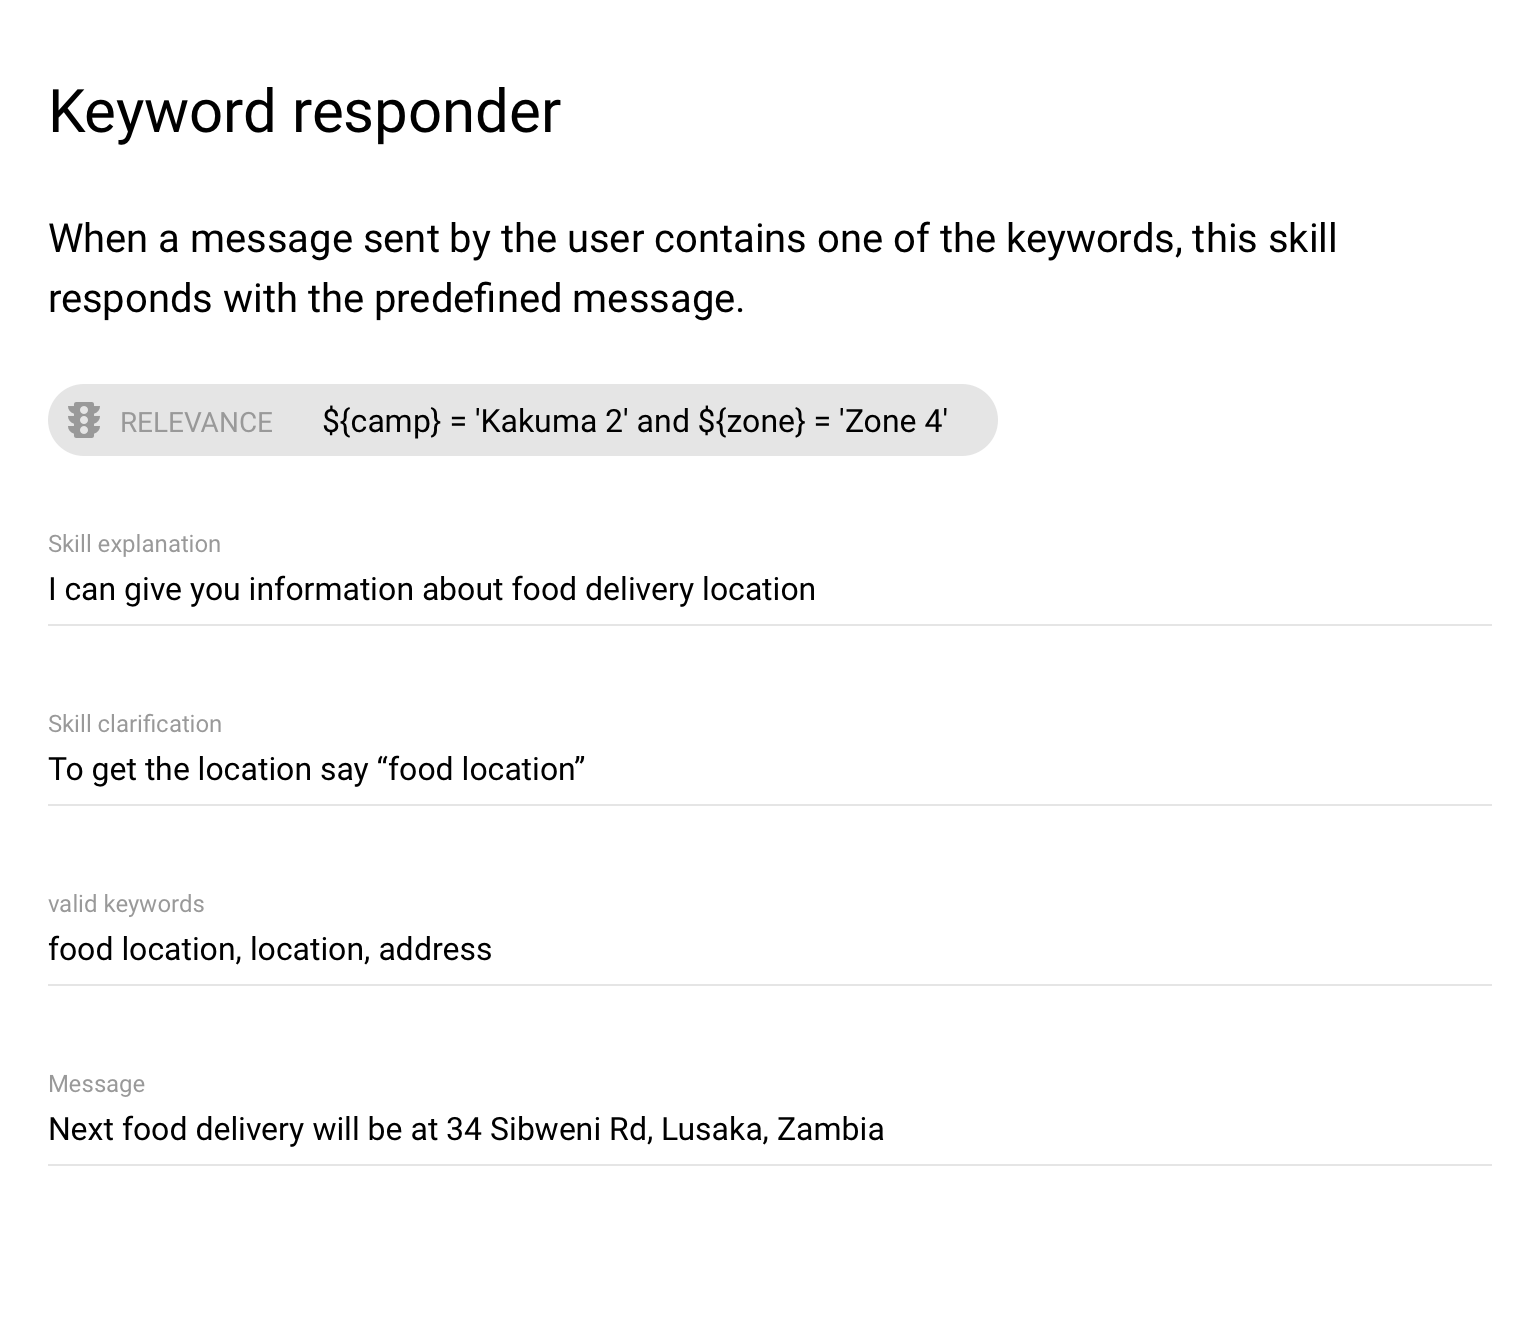 Keyword responder
When a message sent by the user contains one of the keywords, this skill
responds with the predefined message.
RELEVANCE ${camp} = 'Kakuma 2' and ${zone} = 'Zone 4'
Skill explanation
I can give you information about food delivery location
Skill clarification
To get the location say “food location”
valid keywords
food location, location, address
Message
Next food delivery will be at 34 Sibweni Rd, Lusaka, Zambia